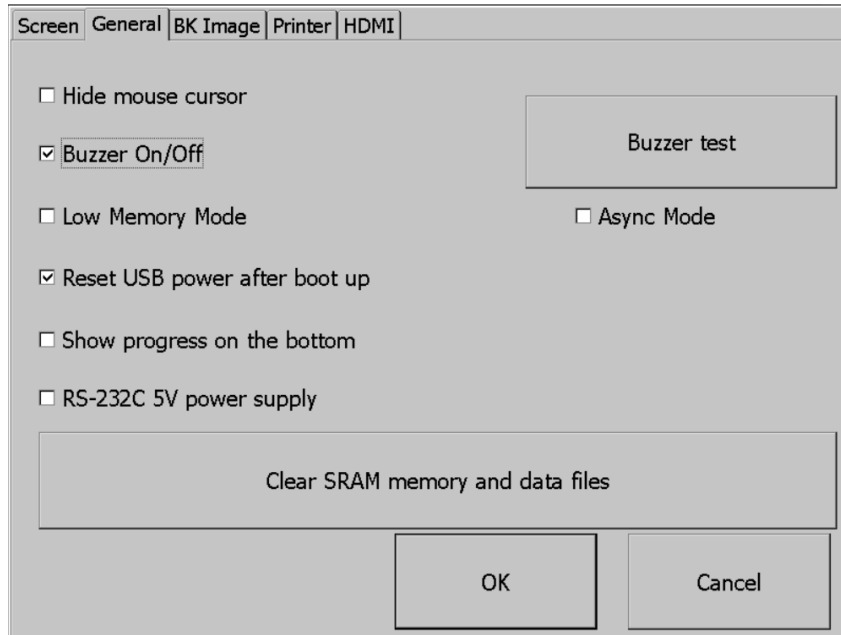 Screen General BK Image Printer HDMI
Hide mouse cursor
Buzzer On/Off
Buzzer test
Low Memory Mode
Async Mode
Reset USB power after boot up
Show progress on the bottom
RS-232C 5V power supply
Clear SRAM memory and data files
OK
Cancel